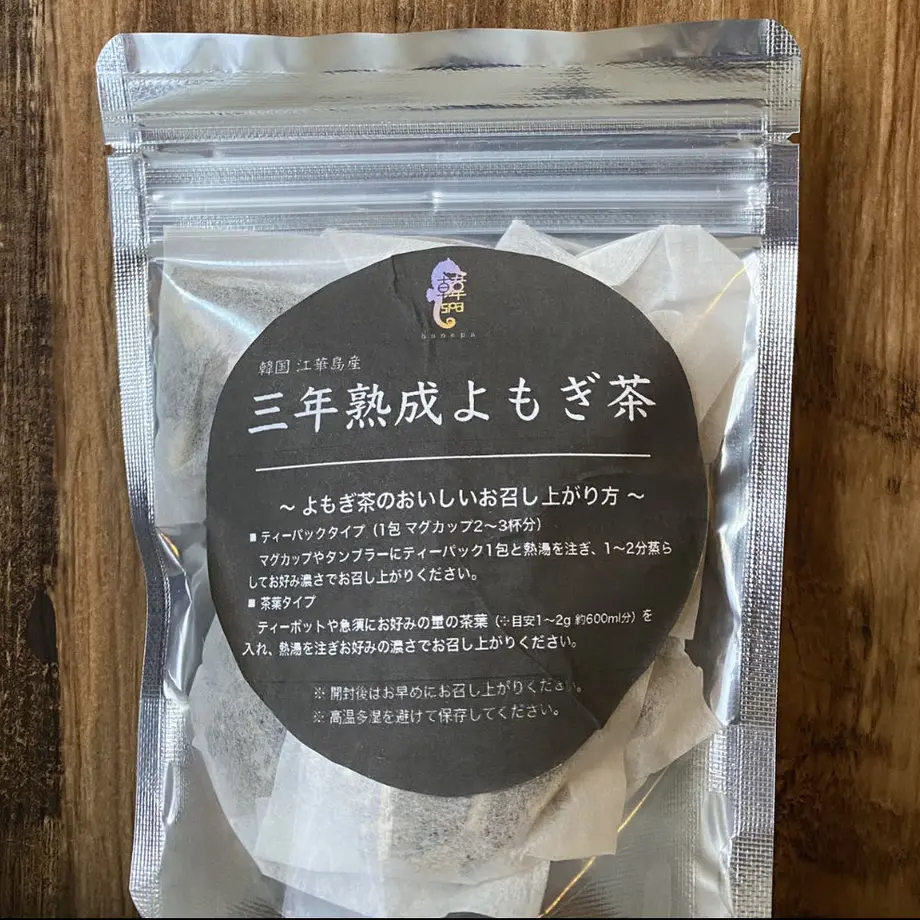 韓
spa
hanspa
韓国 江華島産
三年熟成よもぎ茶
～ よもぎ茶のおいしいお召し上がり方 ～
■ ティーパックタイプ（1包 マグカップ2～3杯分）
マグカップやタンブラーにティーパック1包と熱湯を注ぎ、1～2分蒸ら
してお好み濃さでお召し上がりください。
■ 茶葉タイプ
ティーポットや急須にお好みの量の茶葉（※目安1～2g 約600ml分）を
入れ、熱湯を注ぎお好みの濃さでお召し上がりください。
※ 開封後はお早めにお召し上がりください。
※ 高温多湿を避けて保存してください。